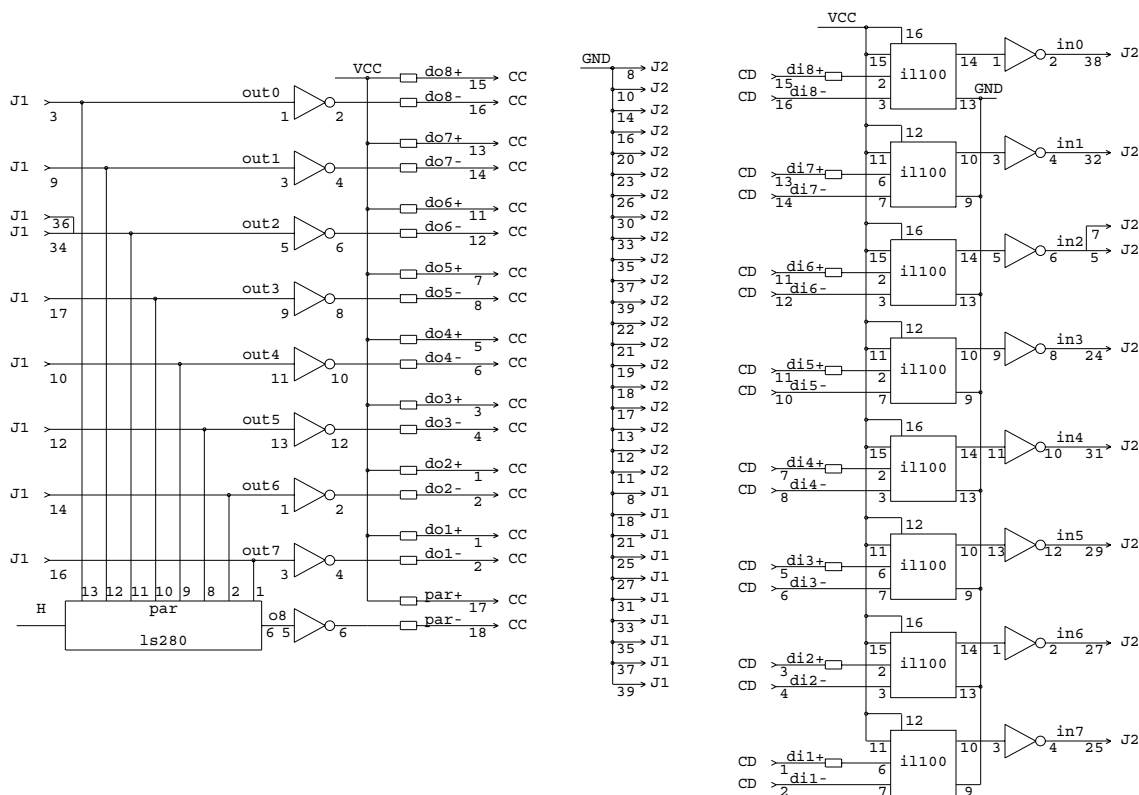 VCC
do8+
15
CC
J1
3
out0
1
2
do8-
16
CC
do7+
13
CC
J1
9
out1
3
4
do7-
14
CC
J1
36
do6+
11
CC
J1
34
out2
5
6
do6-
12
CC
do5+
7
CC
J1
17
out3
9
8
do5-
8
CC
do4+
5
CC
J1
10
out4
11
10
do4-
6
CC
do3+
3
CC
J1
12
out5
13
12
do3-
4
CC
do2+
1
CC
J1
14
out6
1
2
do2-
2
CC
do1+
1
CC
J1
16
out7
3
4
do1-
2
CC
13 12 11 10 9 8 2 1
H
par
ls280
6
o8
5
6
par+
17
CC
par-
18
CC
GND
8 J2
10 J2
14 J2
16 J2
20 J2
23 J2
26 J2
30 J2
33 J2
35 J2
37 J2
39 J2
22 J2
21 J2
19 J2
18 J2
17 J2
13 J2
12 J2
11 J2
8 J1
18 J1
21 J1
25 J1
27 J1
31 J1
33 J1
35 J1
37 J1
39 J1
VCC
16
15
il100
14
1
2
in0
38
J2
CD
15
di8+
2
CD
16
di8-
3
13
GND
12
11
il100
10
3
4
in1
32
J2
CD
13
di7+
6
CD
14
di7-
7
9
16
15
il100
14
5
6
in2
7
J2
5
J2
CD
11
di6+
2
CD
12
di6-
3
13
12
11
il100
10
9
8
in3
24
J2
CD
11
di5+
2
CD
10
di5-
7
9
16
15
il100
14
11
10
in4
31
J2
CD
7
di4+
2
CD
8
di4-
3
13
12
11
il100
10
13
12
in5
29
J2
CD
5
di3+
6
CD
6
di3-
7
9
16
15
il100
14
1
2
in6
27
J2
CD
3
di2+
2
CD
4
di2-
3
13
12
11
il100
10
3
4
in7
25
J2
CD
1
di1+
6
CD
2
di1-
7
9